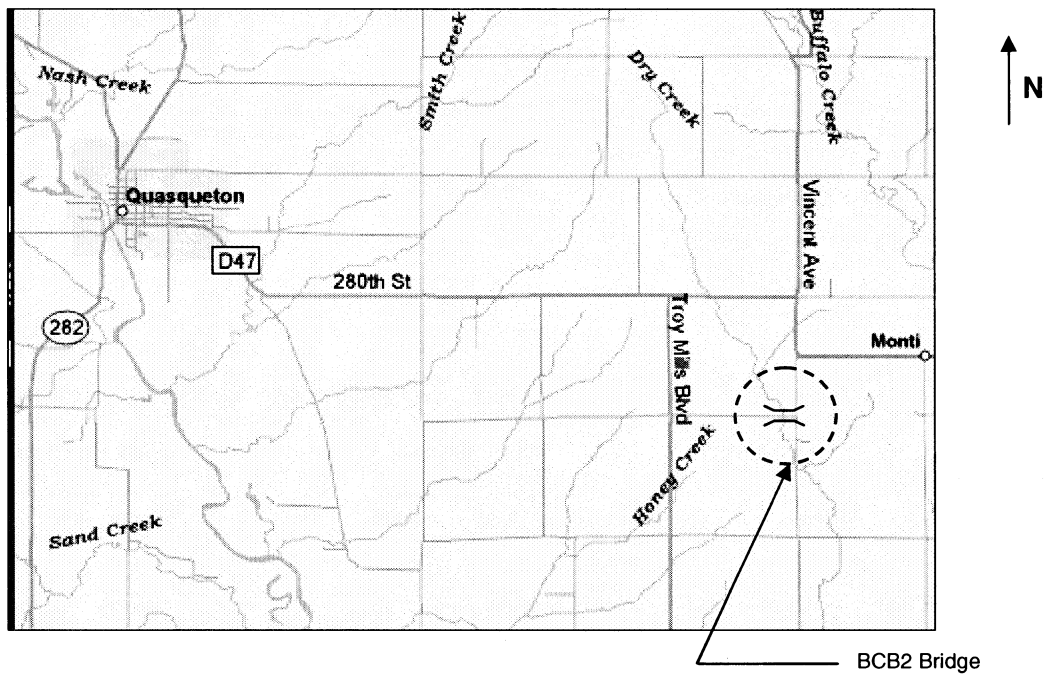 Nash Creek
Smith Creek
Dry Creek
Buffalo Creek
N
Quasqueton
Vincent Ave
D47
280th St
282
Troy Mills Blvd
Monti
Honey Creek
Sand Creek
BCB2 Bridge